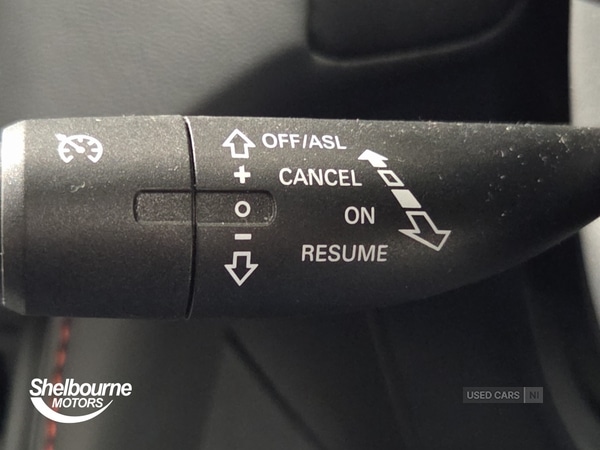 OFF/ASL
+
CANCEL
O
ON
-
RESUME
Shelbourne
MOTORS
USED CARS NI